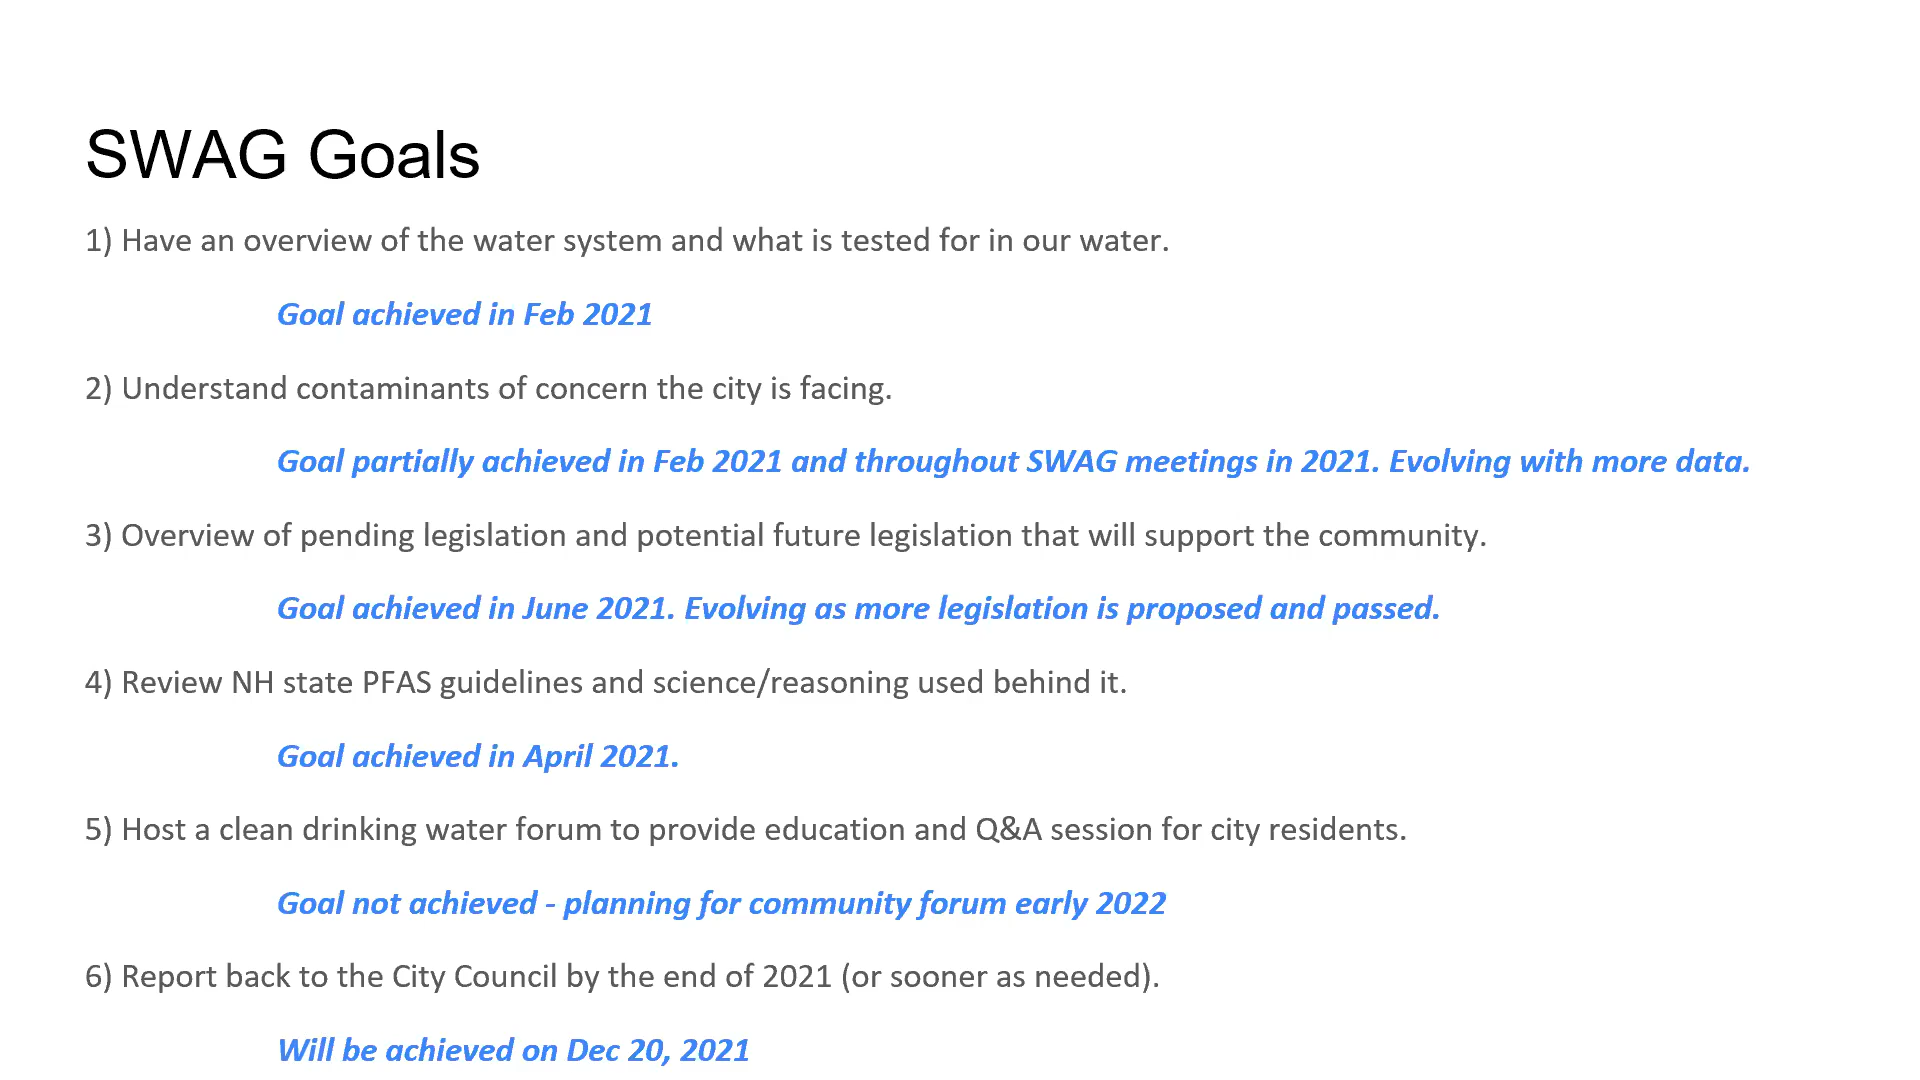 SWAG Goals
1) Have an overview of the water system and what is tested for in our water.
Goal achieved in Feb 2021
2) Understand contaminants of concern the city is facing.
Goal partially achieved in Feb 2021 and throughout SWAG meetings in 2021. Evolving with more data.
3) Overview of pending legislation and potential future legislation that will support the community.
Goal achieved in June 2021. Evolving as more legislation is proposed and passed.
4) Review NH state PFAS guidelines and science/reasoning used behind it.
Goal achieved in April 2021.
5) Host a clean drinking water forum to provide education and Q&A session for city residents.
Goal not achieved - planning for community forum early 2022
6) Report back to the City Council by the end of 2021 (or sooner as needed).
Will be achieved on Dec 20, 2021